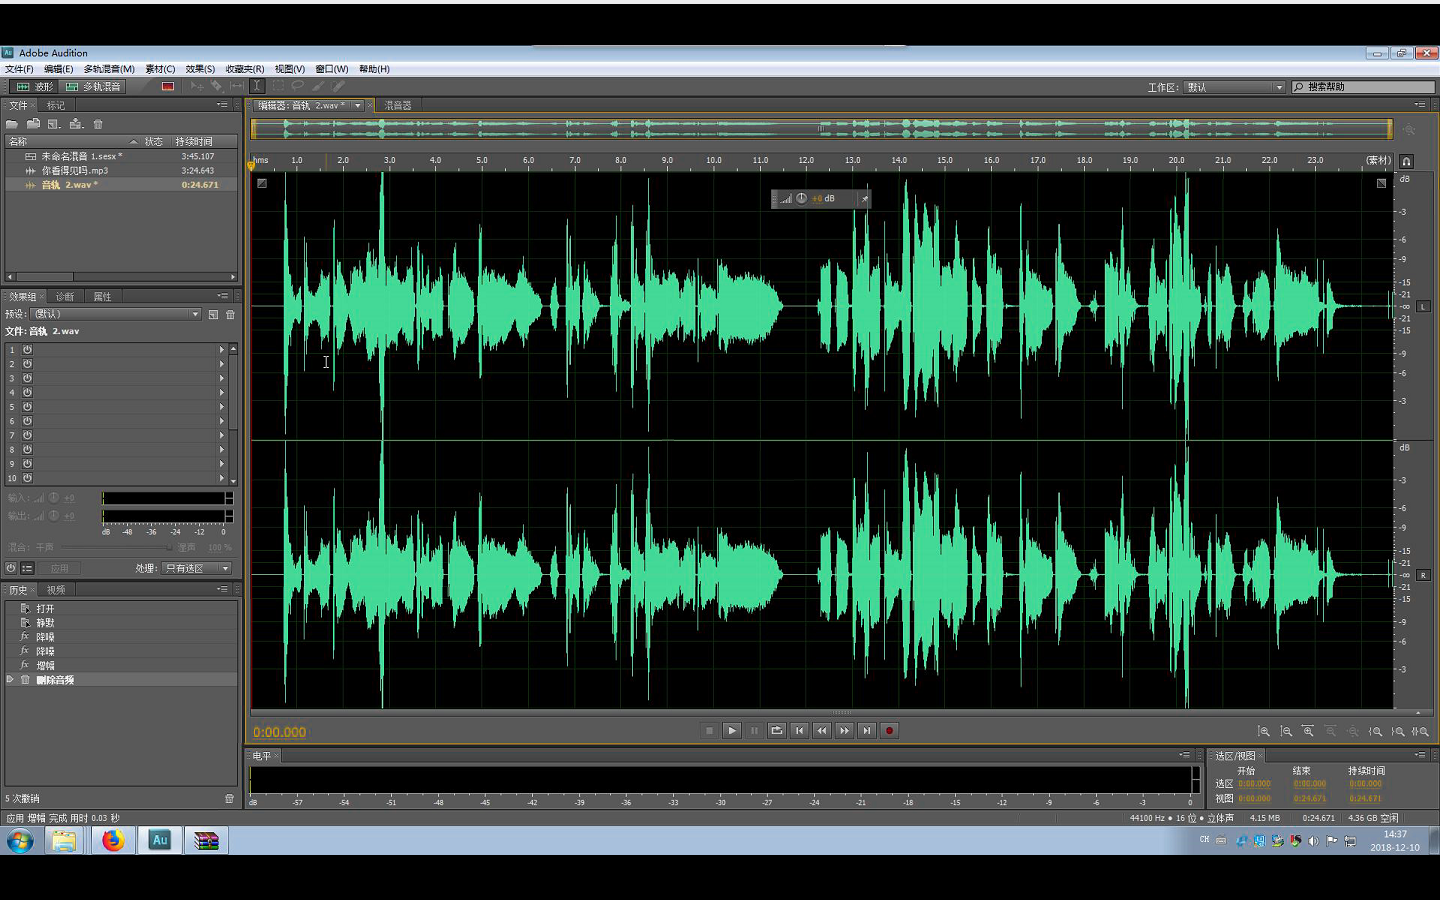 Adobe Audition
文件(F) 编辑(E) 多轨混音(M) 素材(C) 效果(S) 收藏夹(R) 视图(V) 窗口(W) 帮助(H)
波形 多轨混音 工作区: 默认 搜索帮助
文件 × 标记
编辑器: 音轨 2.wav * × 混音器
名称 状态 持续时间
未命名混音 1.sesx * 3:45.107
你看得见吗.mp3 3:24.643
音轨 2.wav * 0:24.671
hms 1.0 2.0 3.0 4.0 5.0 6.0 7.0 8.0 9.0 10.0 11.0 12.0 13.0 14.0 15.0 16.0 17.0 18.0 19.0 20.0 21.0 22.0 23.0 (素材)
+0 dB
dB
-3
-6
-9
-15
-21
-∞
-21
-15
-9
-6
-3
L
dB
-3
-6
-9
-15
-21
-∞
-21
-15
-9
-6
-3
R
效果组 × 诊断 属性
预设: (默认)
文件: 音轨 2.wav
1
2
3
4
5
6
7
8
9
10
输入: +0
输出: +0
dB -48 -36 -24 -12 0
混合: 干声 湿声 100 %
应用 处理: 只有选区
历史 × 视频
打开
静默
fx 降噪
fx 降噪
fx 增幅
删除音频
5 次撤销
0:00.000
电平 ×
dB -57 -54 -51 -48 -45 -42 -39 -36 -33 -30 -27 -24 -21 -18 -15 -12 -9 -6 -3 0
选区/视图 ×
开始 结束 持续时间
选区 0:00.000 0:00.000 0:00.000
视图 0:00.000 0:24.671 0:24.671
应用 增幅 完成 用时 0.03 秒
44100 Hz • 16 位 • 立体声 4.15 MB 0:24.671 4.36 GB 空闲
Au
CH
14:37
2018-12-10